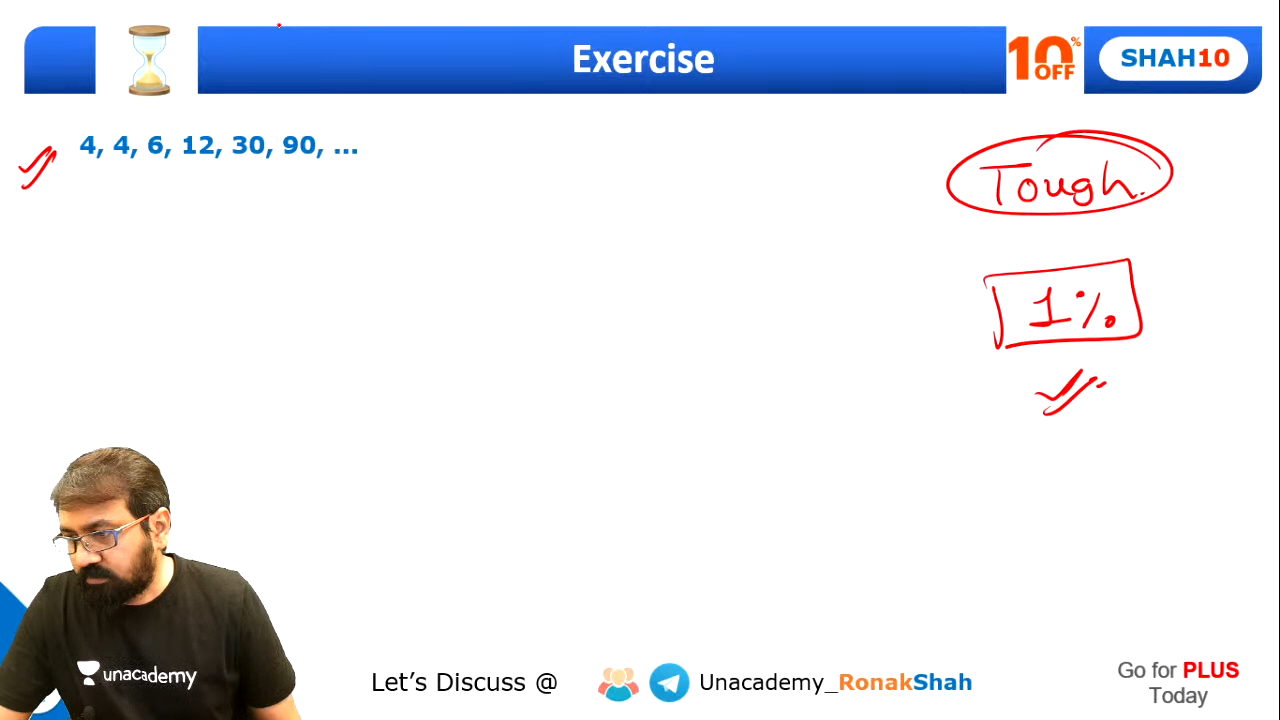 Exercise
10% OFF
SHAH10
4, 4, 6, 12, 30, 90, ...
Tough.
1%
unacademy
Let's Discuss @
Unacademy_RonakShah
Go for PLUS
Today